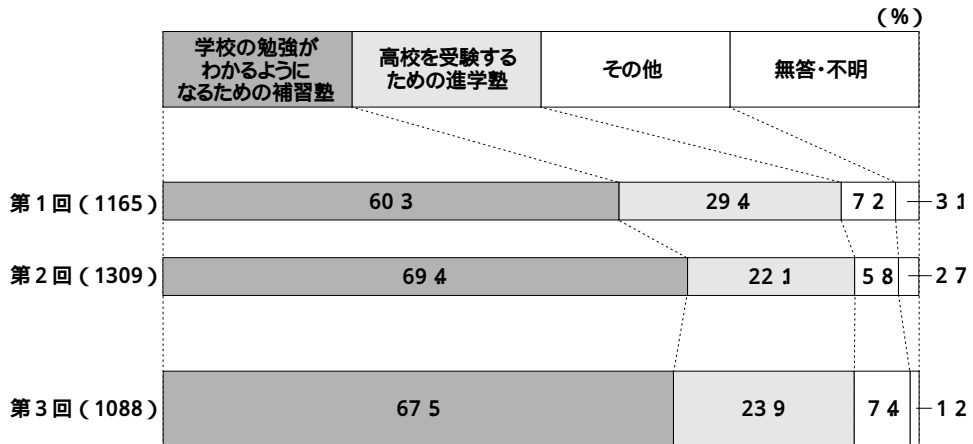 (%)
学校の勉強が
わかるように
なるための補習塾
高校を受験する
ための進学塾
その他
無答・不明
第1回(1165) 60.3 29.4 7.2 3.1
第2回(1309) 69.4 22.1 5.8 2.7
第3回(1088) 67.5 23.9 7.4 1.2